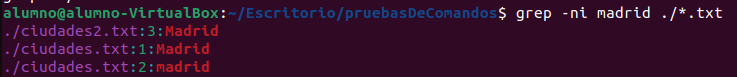 alumno@alumno-VirtualBox:~/Escritorio/pruebasDeComandos$ grep -ni madrid ./*.txt
./ciudades2.txt:3:Madrid
./ciudades.txt:1:Madrid
./ciudades.txt:2:madrid